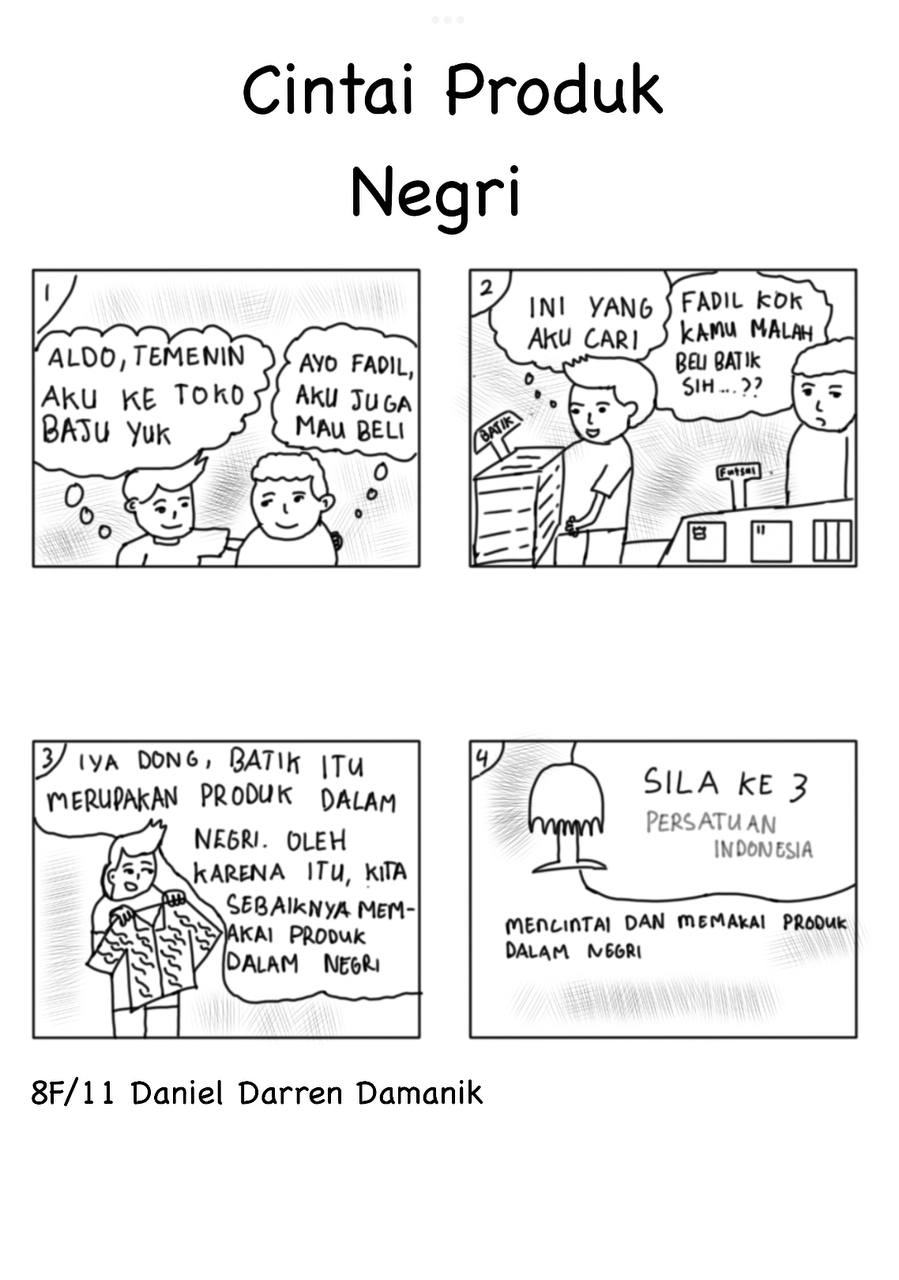 Cintai Produk
Negri
1
ALDO, TEMENIN
AKU KE TOKO
BAJU YUK
AYO FADIL,
AKU JUGA
MAU BELI
2
INI YANG
AKU CARI
FADIL KOK
KAMU MALAH
BELI BATIK
SIH...??
BATIK
Futsal
3
IYA DONG, BATIK ITU
MERUPAKAN PRODUK DALAM
NEGRI. OLEH
KARENA ITU, KITA
SEBAIKNYA MEM-
AKAI PRODUK
DALAM NEGRI
4
SILA KE 3
PERSATUAN
INDONESIA
MENCINTAI DAN MEMAKAI PRODUK
DALAM NEGRI
8F/11 Daniel Darren Damanik